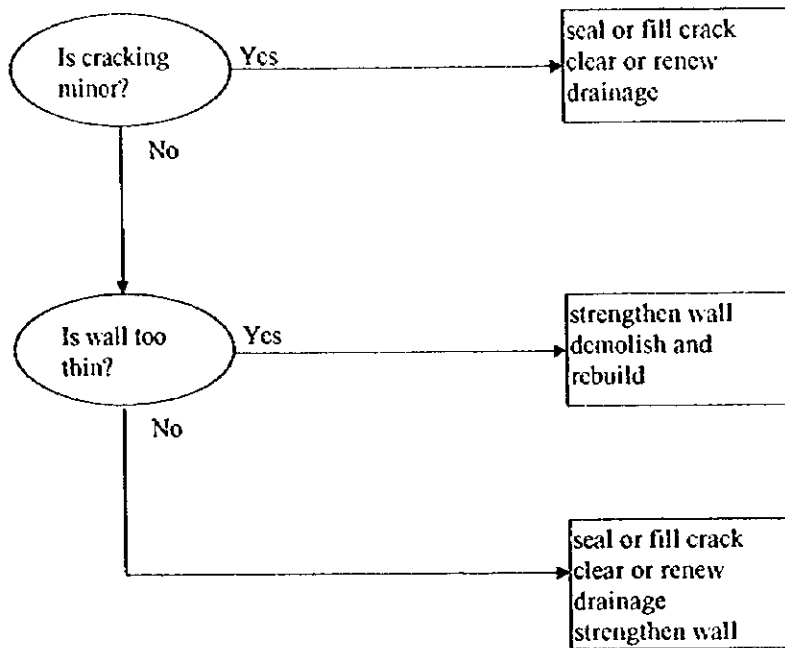 Is cracking
minor?
Yes
seal or fill crack
clear or renew
drainage
No
Is wall too
thin?
Yes
strengthen wall
demolish and
rebuild
No
seal or fill crack
clear or renew
drainage
strengthen wall